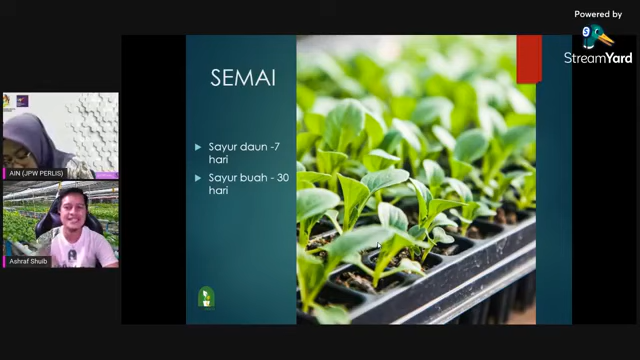 Powered by
StreamYard
SEMAI
Sayur daun -7
hari
Sayur buah - 30
hari
AIN (JPW PERLIS)
Ashraf Shuib